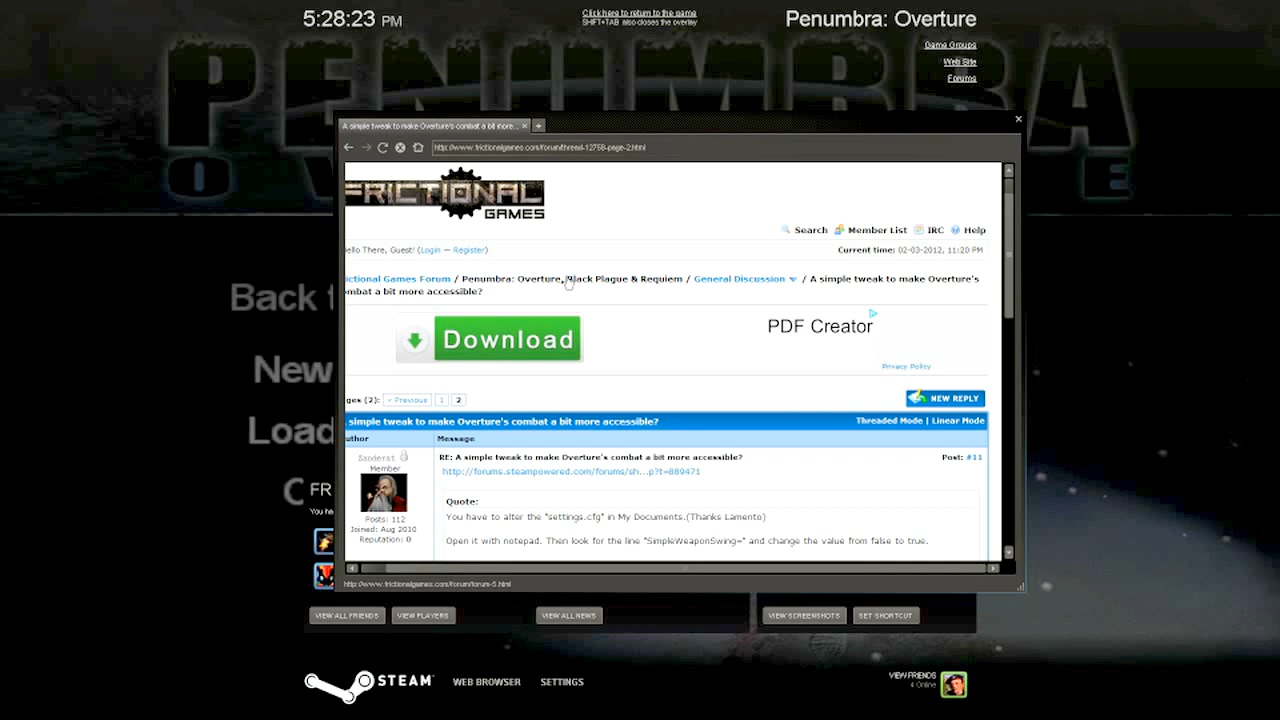 5:28:23 PM
Click here to return to the game
SHIFT+TAB also closes the overlay
Penumbra: Overture
Game Groups
Web Site
Forums
PENUMBRA
A simple tweak to make Overture's combat a bit more... × +
http://www.frictionalgames.com/forum/thread-12758-page-2.html
FRICTIONAL
GAMES
Search Member List IRC Help
ello There, Guest! (Login — Register)
Current time: 02-03-2012, 11:20 PM
ictional Games Forum / Penumbra: Overture, Black Plague & Requiem / General Discussion / A simple tweak to make Overture's
ombat a bit more accessible?
Download
PDF Creator
Privacy Policy
ges (2): « Previous 1 2
NEW REPLY
simple tweak to make Overture's combat a bit more accessible?
Threaded Mode | Linear Mode
uthor Message
Zanderat
Member
Posts: 112
Joined: Aug 2010
Reputation: 0
RE: A simple tweak to make Overture's combat a bit more accessible?
Post: #11
http://forums.steampowered.com/forums/sh...p?t=889471
Quote:
You have to alter the "settings.cfg" in My Documents.(Thanks Lamento)
Open it with notepad. Then look for the line "SimpleWeaponSwing=" and change the value from false to true.
http://www.frictionalgames.com/forum/forum-5.html
Back t
New
Load
FR
You ha
VIEW ALL FRIENDS
VIEW PLAYERS
VIEW ALL NEWS
VIEW SCREENSHOTS
SET SHORTCUT
STEAM
WEB BROWSER
SETTINGS
VIEW FRIENDS
4 Online